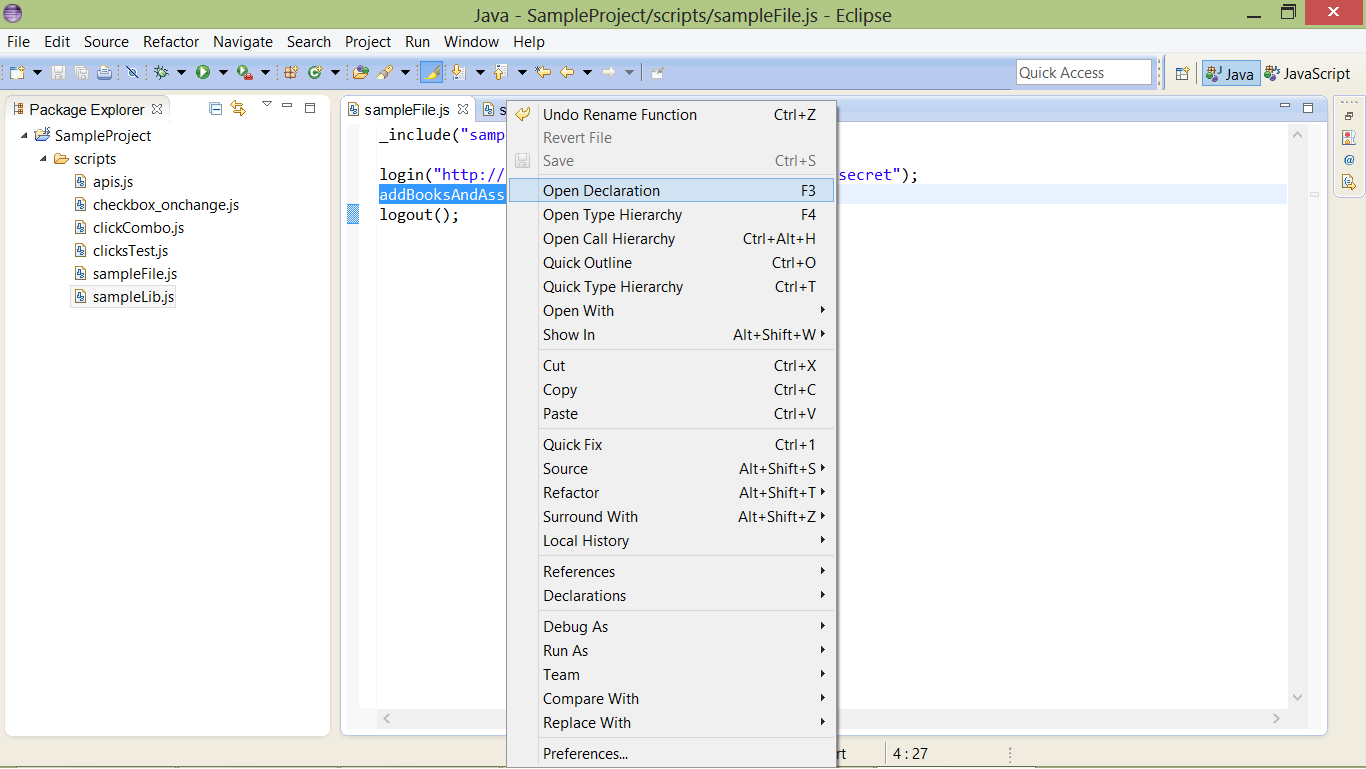 Java - SampleProject/scripts/sampleFile.js - Eclipse
File Edit Source Refactor Navigate Search Project Run Window Help
Quick Access
Java
JavaScript
Package Explorer
SampleProject
scripts
apis.js
checkbox_onchange.js
clickCombo.js
clicksTest.js
sampleFile.js
sampleLib.js
sampleFile.js
_include("samp
login("http:// secret");
addBooksAndAss
logout();
Undo Rename Function Ctrl+Z
Revert File
Save Ctrl+S
Open Declaration F3
Open Type Hierarchy F4
Open Call Hierarchy Ctrl+Alt+H
Quick Outline Ctrl+O
Quick Type Hierarchy Ctrl+T
Open With
Show In Alt+Shift+W
Cut Ctrl+X
Copy Ctrl+C
Paste Ctrl+V
Quick Fix Ctrl+1
Source Alt+Shift+S
Refactor Alt+Shift+T
Surround With Alt+Shift+Z
Local History
References
Declarations
Debug As
Run As
Team
Compare With
Replace With
Preferences...
rt
4 : 27